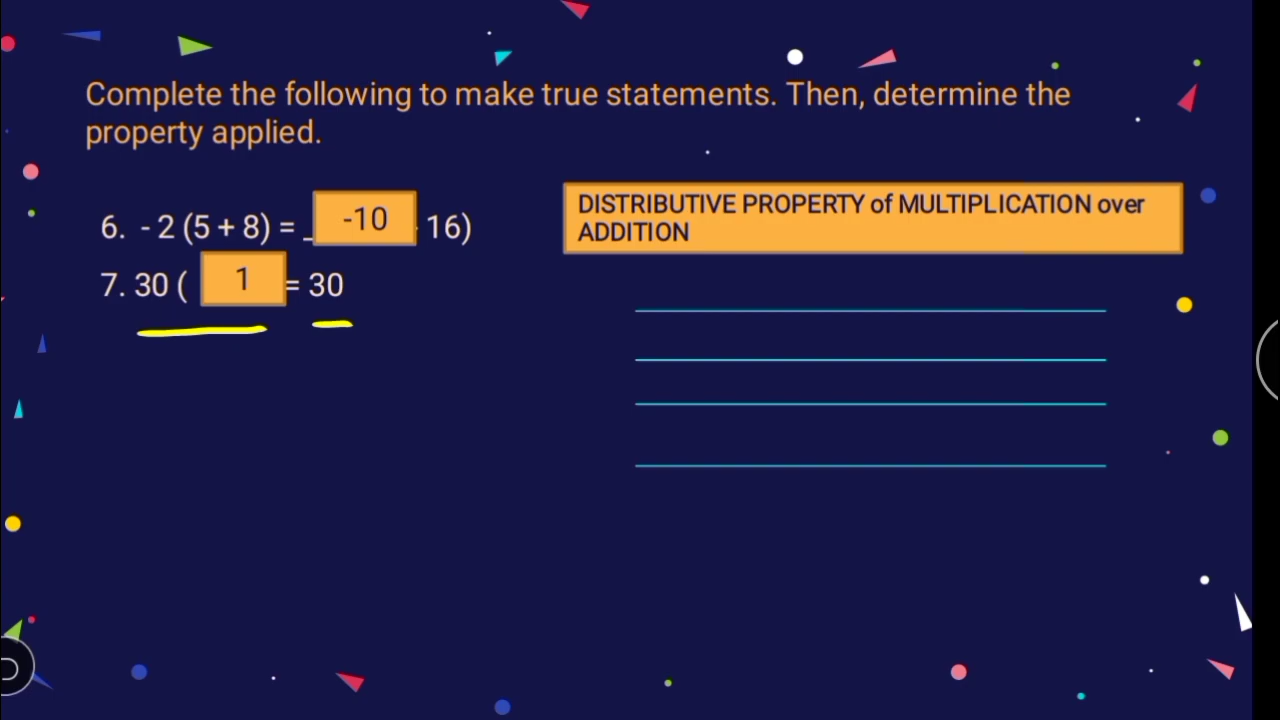 Complete the following to make true statements. Then, determine the
property applied.
6. - 2 (5 + 8) = _ -10 16)
DISTRIBUTIVE PROPERTY of MULTIPLICATION over
ADDITION
7. 30 ( 1 = 30